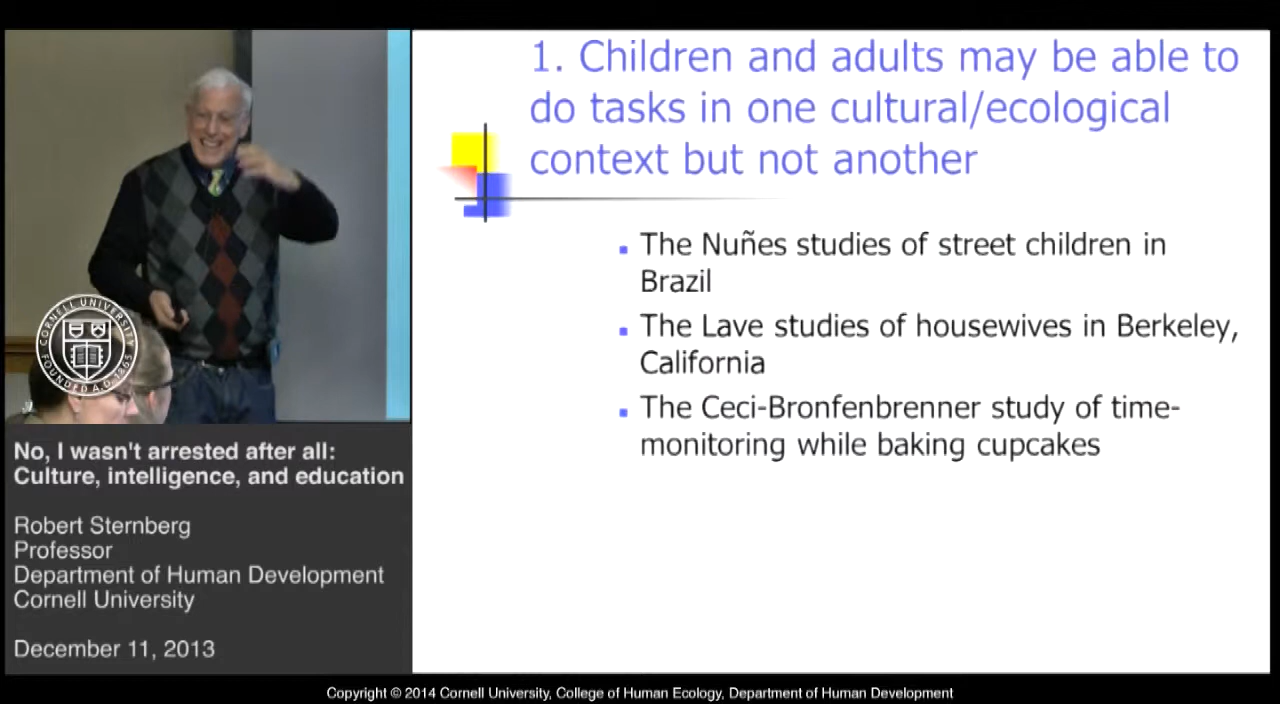 1. Children and adults may be able to
do tasks in one cultural/ecological
context but not another
The Nuñes studies of street children in
Brazil
The Lave studies of housewives in Berkeley,
California
The Ceci-Bronfenbrenner study of time-
monitoring while baking cupcakes
CORNELL UNIVERSITY
FOUNDED A.D. 1865
No, I wasn't arrested after all:
Culture, intelligence, and education
Robert Sternberg
Professor
Department of Human Development
Cornell University
December 11, 2013
Copyright © 2014 Cornell University, College of Human Ecology, Department of Human Development